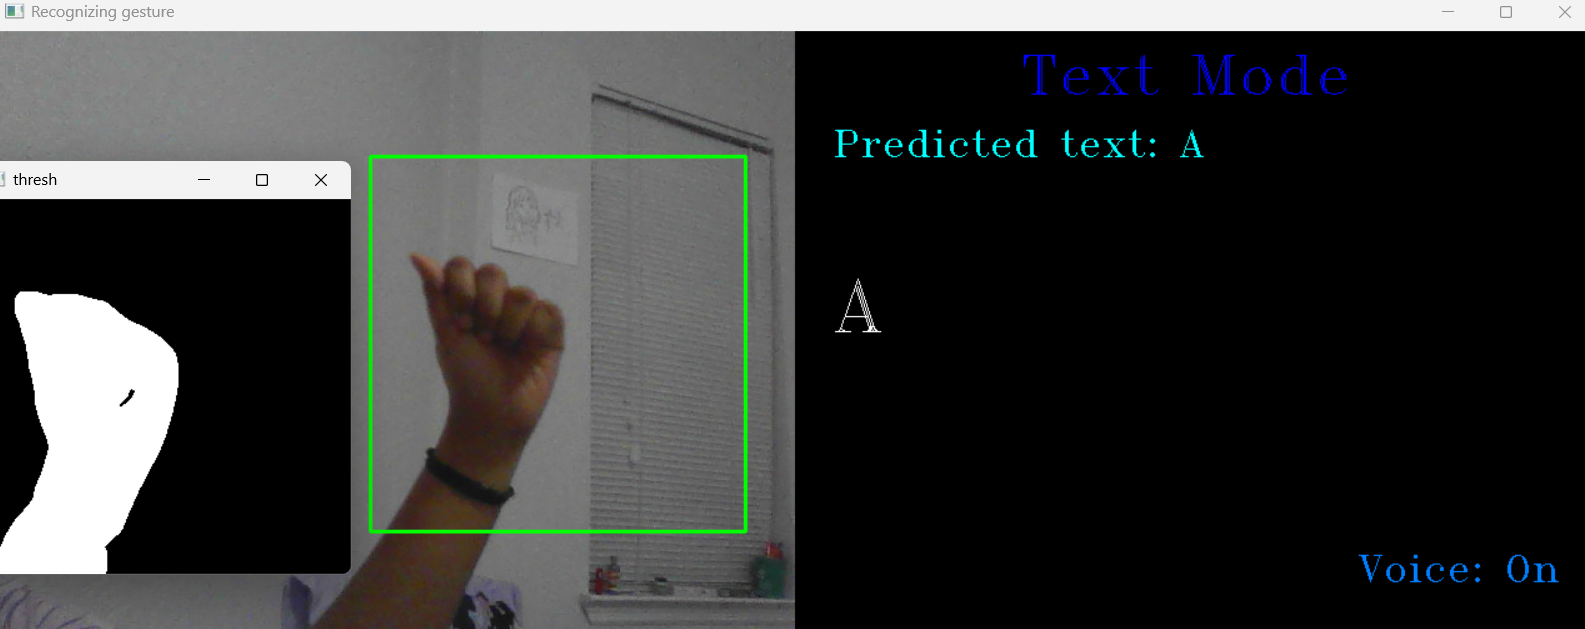 Recognizing gesture
Text Mode
Predicted text: A
thresh
A
Voice: On